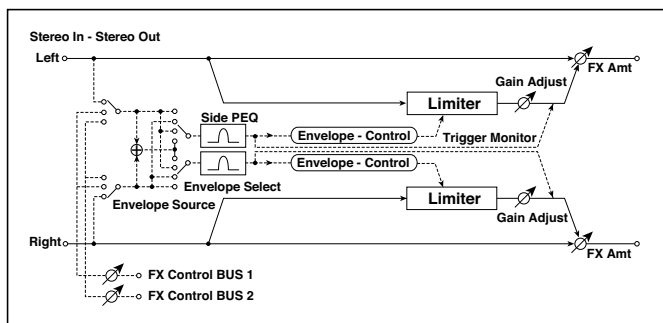 Stereo In - Stereo Out
Left
FX Amt
Gain Adjust
Limiter
Side PEQ
Trigger Monitor
Envelope - Control
Envelope - Control
Envelope Select
Envelope Source
Limiter
Gain Adjust
Right
FX Amt
FX Control BUS 1
FX Control BUS 2